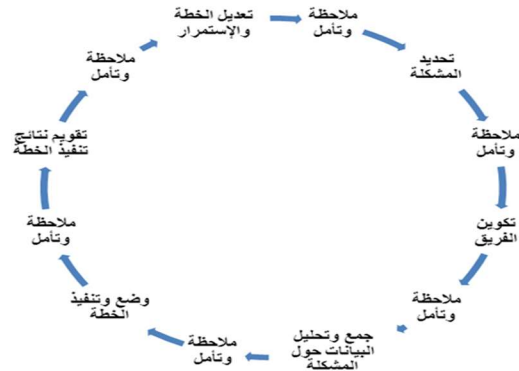 تعديل الخطة
والإستمرار
ملاحظة
وتأمل
تحديد
المشكلة
ملاحظة
وتأمل
تكوين
الفريق
ملاحظة
وتأمل
جمع وتحليل
البيانات حول
المشكلة
ملاحظة
وتأمل
وضع وتنفيذ
الخطة
ملاحظة
وتأمل
تقويم نتائج
تنفيذ الخطة
ملاحظة
وتأمل